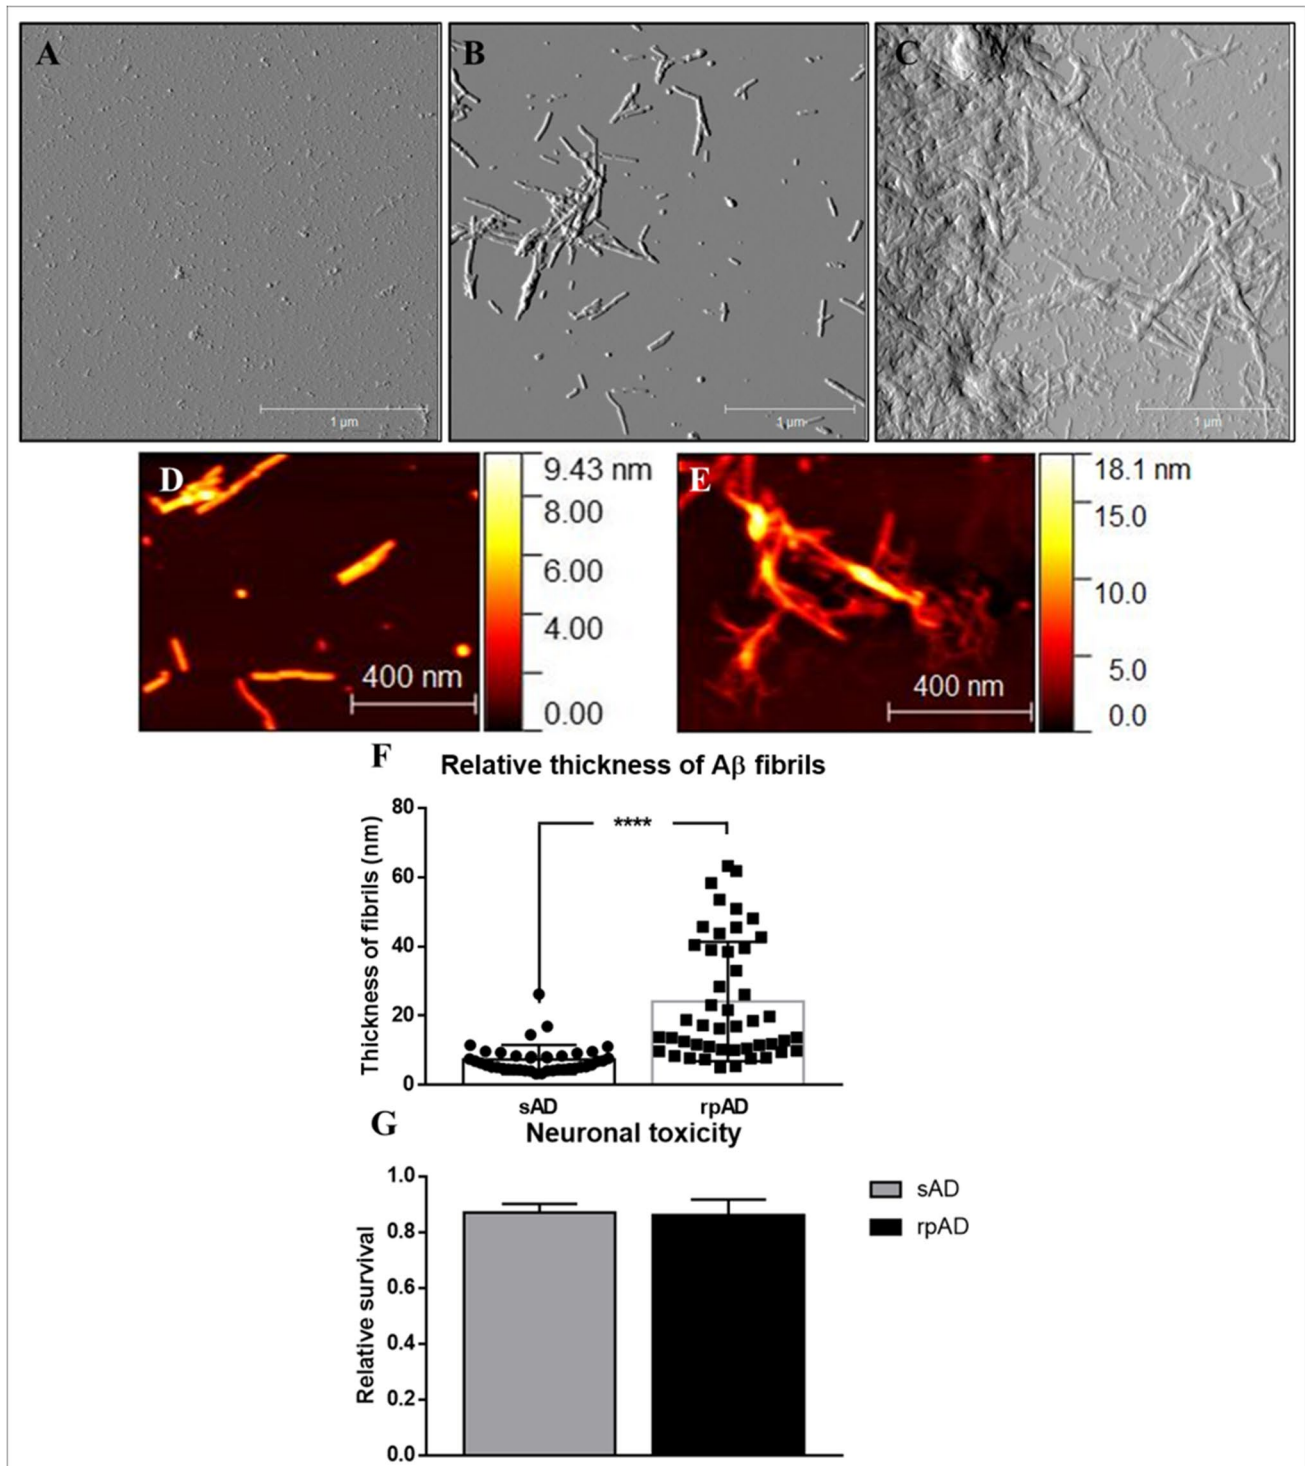 A
B
C
1 µm
1 µm
1 µm
D
9.43 nm
8.00
6.00
4.00
0.00
400 nm
E
18.1 nm
15.0
10.0
5.0
0.0
400 nm
F
Relative thickness of Aβ fibrils
Thickness of fibrils (nm)
80
60
40
20
0
****
sAD
rpAD
G
Neuronal toxicity
Relative survival
1.0
0.8
0.6
0.4
0.2
0.0
sAD
rpAD